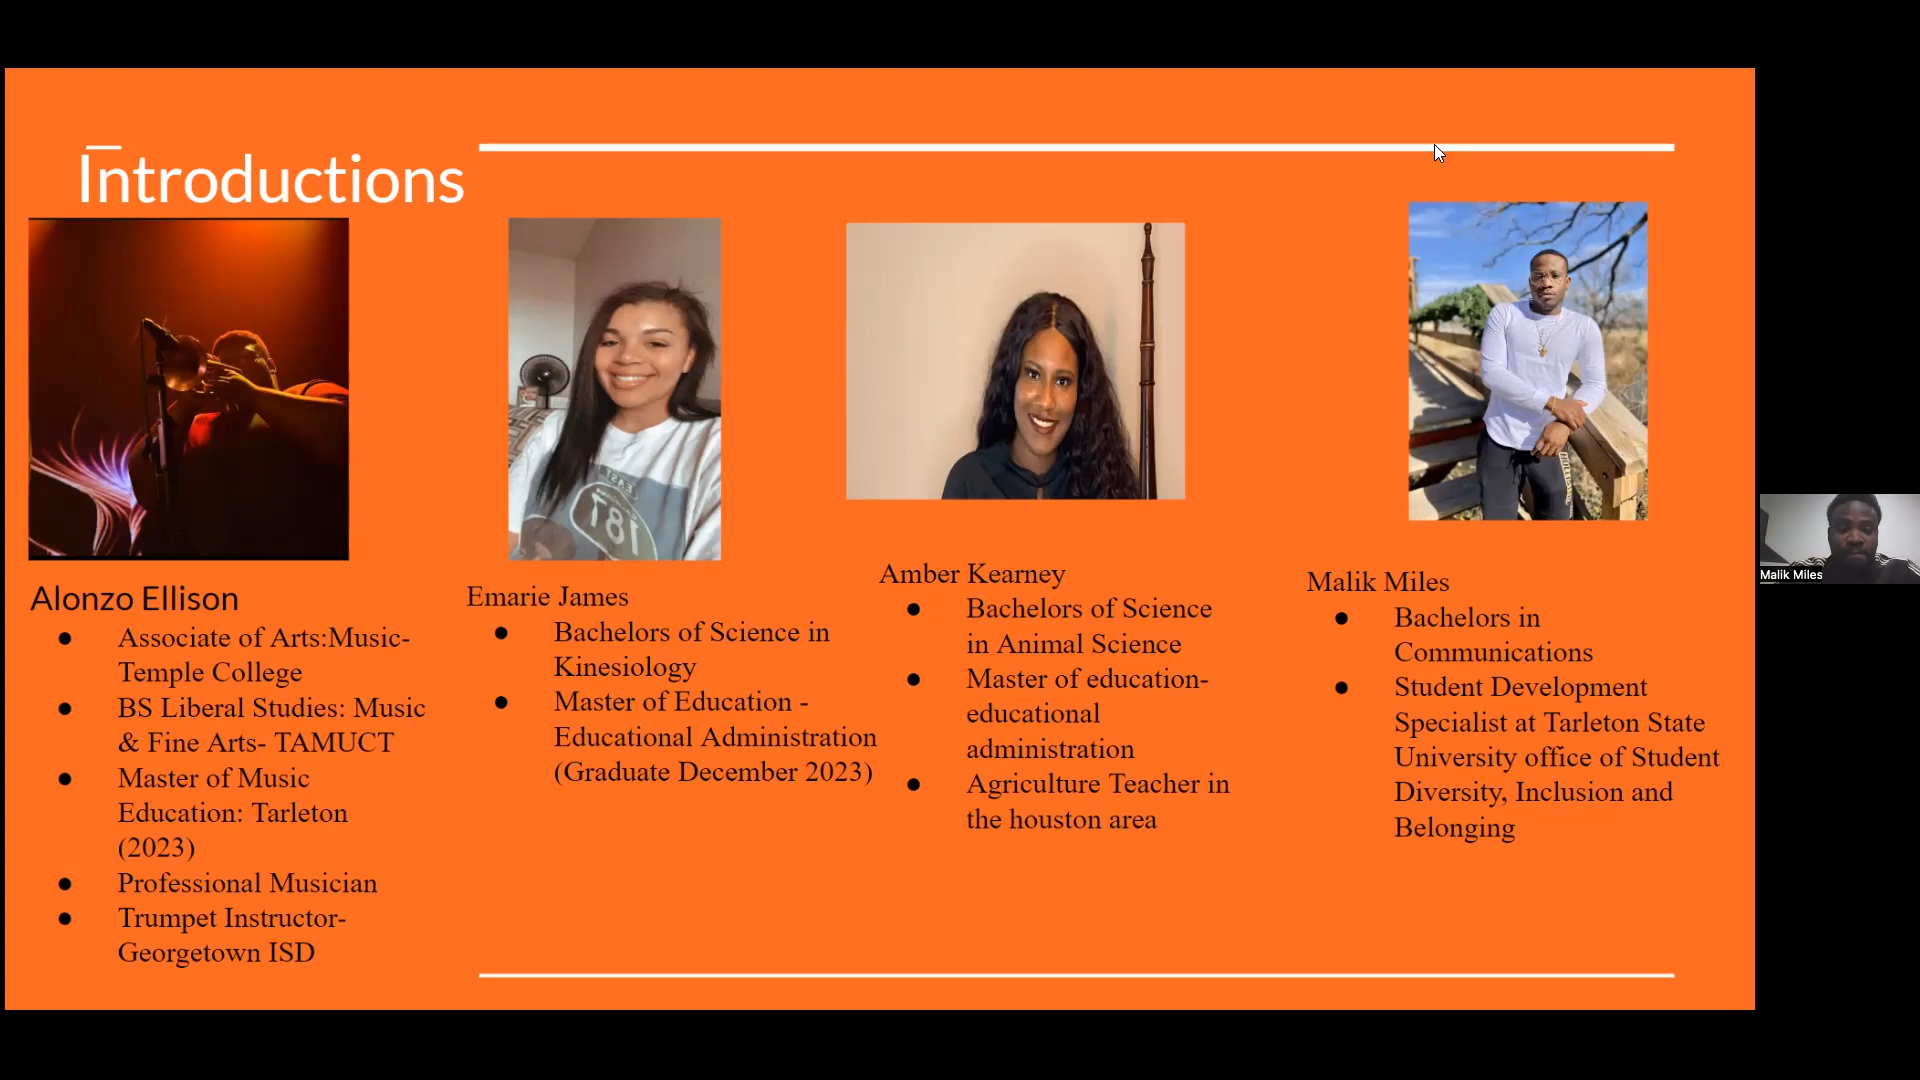 Introductions
Alonzo Ellison
● Associate of Arts:Music-
Temple College
● BS Liberal Studies: Music
& Fine Arts- TAMUCT
● Master of Music
Education: Tarleton
(2023)
● Professional Musician
● Trumpet Instructor-
Georgetown ISD
EAST
187
Emarie James
● Bachelors of Science in
Kinesiology
● Master of Education -
Educational Administration
(Graduate December 2023)
Amber Kearney
● Bachelors of Science
in Animal Science
● Master of education-
educational
administration
● Agriculture Teacher in
the houston area
Malik Miles
● Bachelors in
Communications
● Student Development
Specialist at Tarleton State
University office of Student
Diversity, Inclusion and
Belonging
Malik Miles